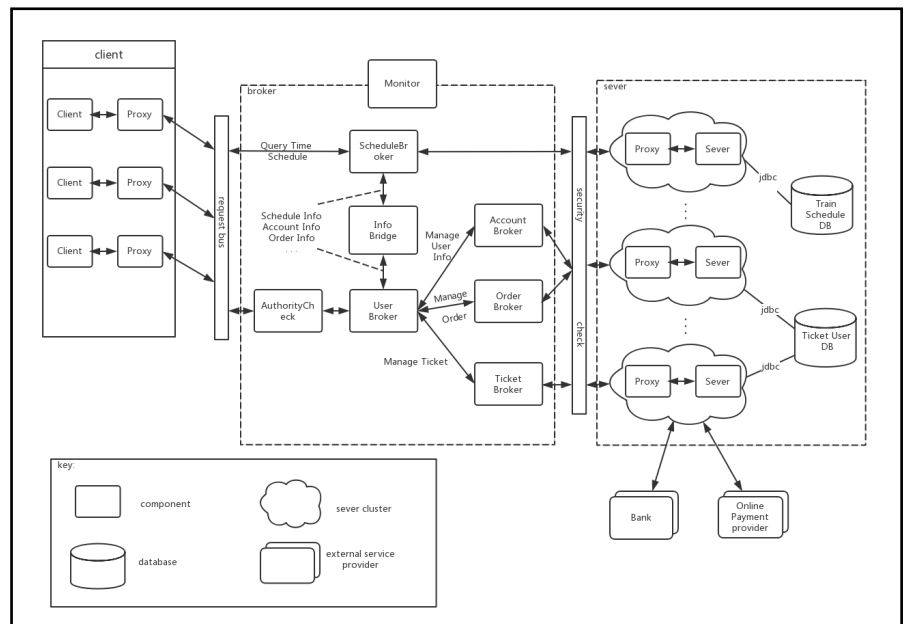 client
Client
Proxy
Client
Proxy
Client
Proxy
request bus
broker
Monitor
Query Time
Schedule
ScheduleBr
oker
Schedule Info
Account Info
Order Info
. . .
Info
Bridge
AuthorityCh
eck
User
Broker
Manage
User
Info
Manage
Order
Manage Ticket
Account
Broker
Order
Broker
Ticket
Broker
security
check
sever
Proxy
Sever
jdbc
Train
Schedule
DB
Proxy
Sever
jdbc
Ticket User
DB
Proxy
Sever
jdbc
Bank
Online
Payment
provider
key:
component
sever cluster
database
external service
provider